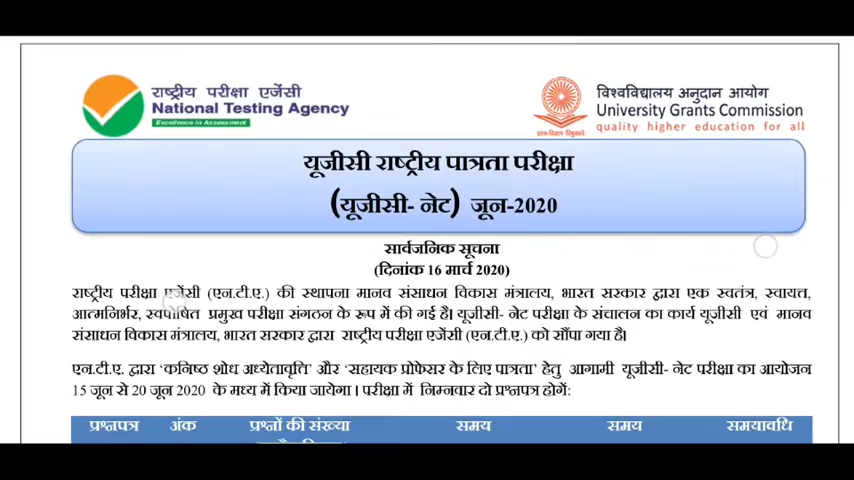 राष्ट्रीय परीक्षा एजेंसी
National Testing Agency
Excellence in Assessment
विश्वविद्यालय अनुदान आयोग
University Grants Commission
quality higher education for all
यूजीसी राष्ट्रीय पात्रता परीक्षा
(यूजीसी- नेट) जून-2020
सार्वजनिक सूचना
(दिनांक 16 मार्च 2020)
राष्ट्रीय परीक्षा एजेंसी (एन.टी.ए.) की स्थापना मानव संसाधन विकास मंत्रालय, भारत सरकार द्वारा एक स्वतंत्र, स्वायत्त,
आत्मनिर्भर, स्वपोषित प्रमुख परीक्षा संगठन के रूप में की गई है। यूजीसी- नेट परीक्षा के संचालन का कार्य यूजीसी एवं मानव
संसाधन विकास मंत्रालय, भारत सरकार द्वारा राष्ट्रीय परीक्षा एजेंसी (एन.टी.ए.) को सौंपा गया है।
एन.टी.ए. द्वारा ‘कनिष्ठ शोध अध्येतावृत्ति’ और ‘सहायक प्रोफेसर के लिए पात्रता’ हेतु आगामी यूजीसी- नेट परीक्षा का आयोजन
15 जून से 20 जून 2020 के मध्य में किया जायेगा। परीक्षा में निम्नवार दो प्रश्नपत्र होगें:
प्रश्नपत्र अंक प्रश्नों की संख्या समय समय समयावधि